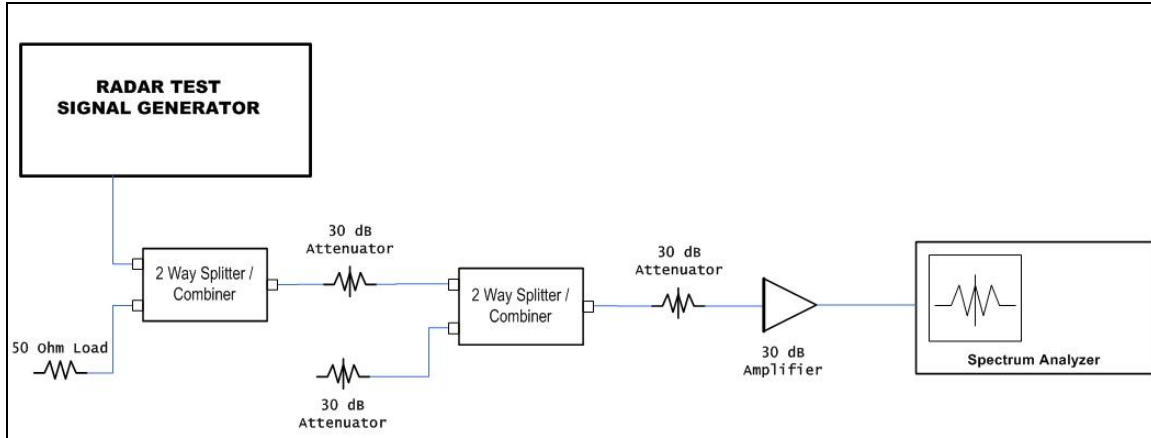 RADAR TEST
SIGNAL GENERATOR
30 dB
Attenuator
30 dB
Attenuator
2 Way Splitter /
Combiner
2 Way Splitter /
Combiner
50 Ohm Load
30 dB
Attenuator
30 dB
Amplifier
Spectrum Analyzer